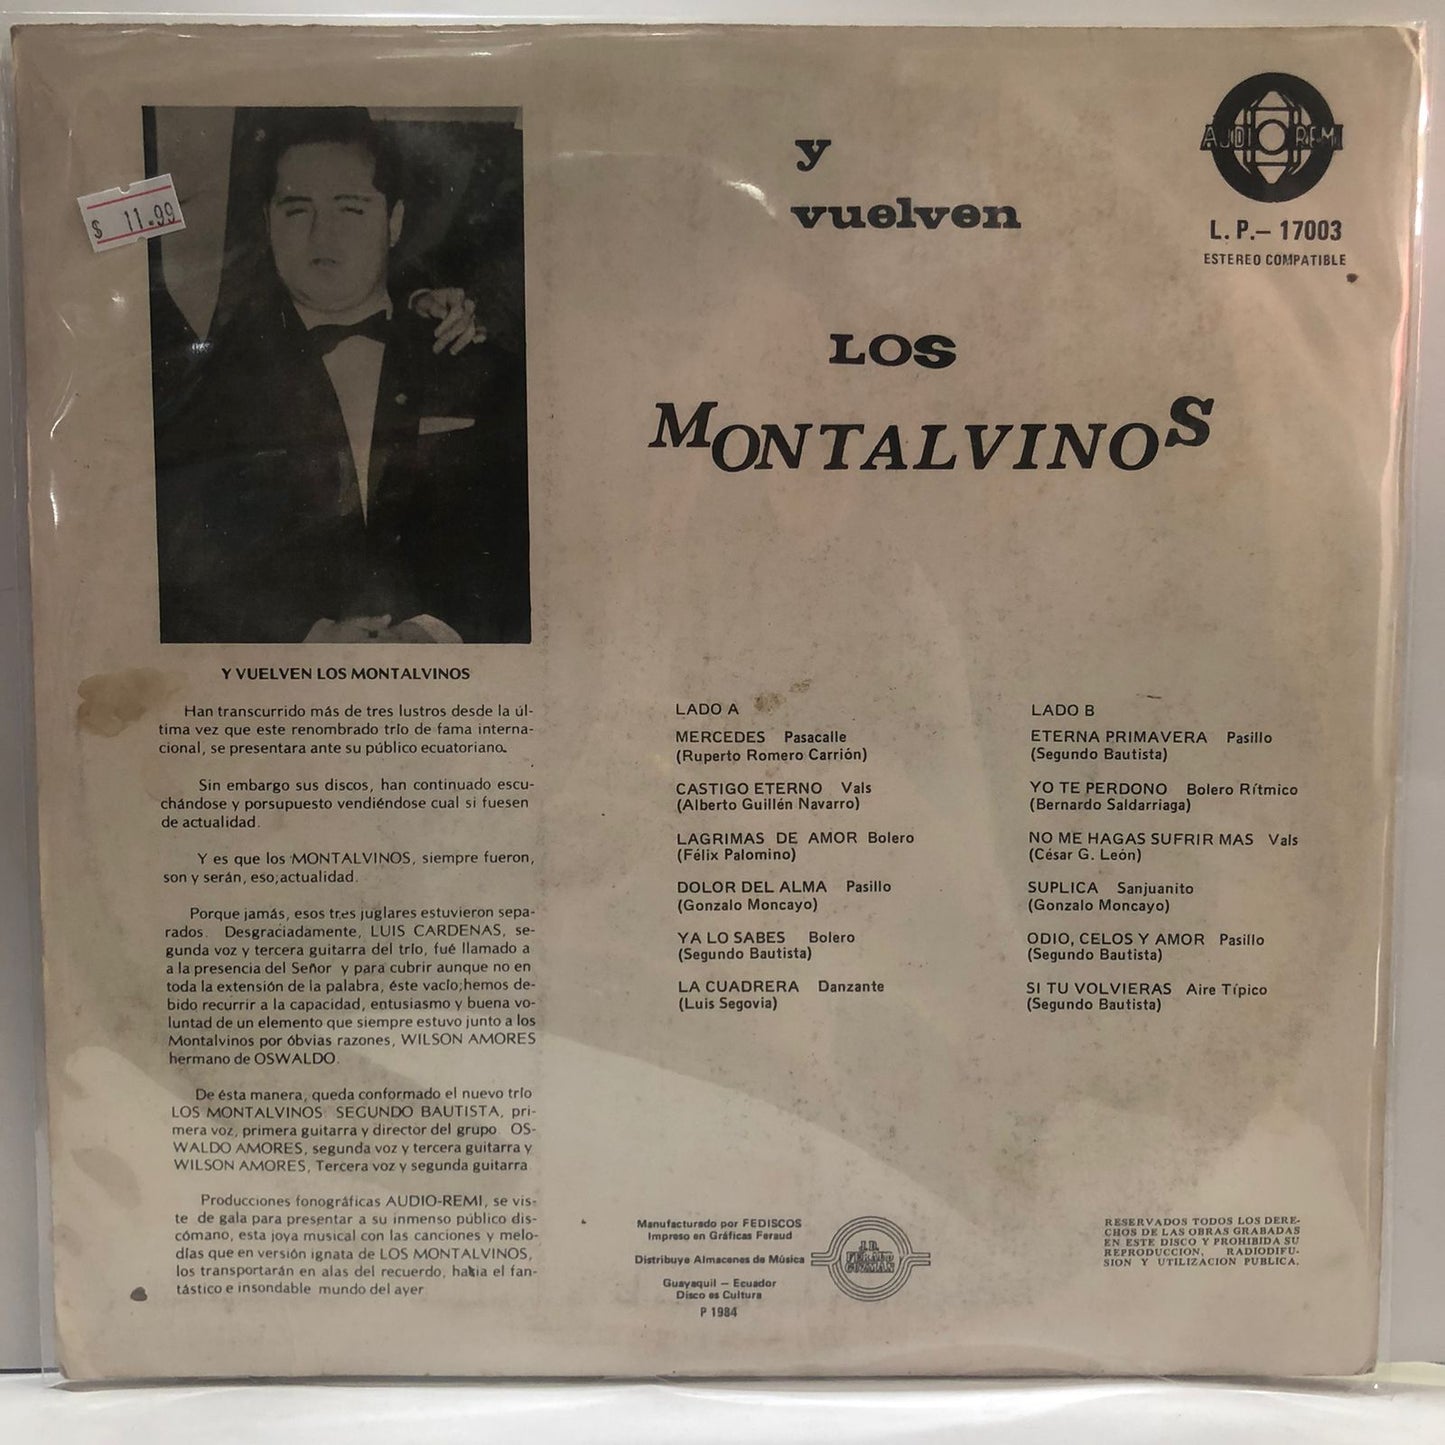 $ 11.99
y
vuelven
LOS
MONTALVINOS
AUDIO REMI
L. P.– 17003
ESTEREO COMPATIBLE
Y VUELVEN LOS MONTALVINOS
Han transcurrido más de tres lustros desde la úl-
tima vez que este renombrado trío de fama interna-
cional, se presentara ante su público ecuatoriano.
Sin embargo sus discos, han continuado escu-
chándose y porsupuesto vendiéndose cual si fuesen
de actualidad.
Y es que los MONTALVINOS, siempre fueron,
son y serán, eso;actualidad.
Porque jamás, esos tres juglares estuvieron sepa-
rados. Desgraciadamente, LUIS CARDENAS, se-
gunda voz y tercera guitarra del trío, fué llamado a
a la presencia del Señor y para cubrir aunque no en
toda la extensión de la palabra, éste vacío;hemos de-
bido recurrir a la capacidad, entusiasmo y buena vo-
luntad de un elemento que siempre estuvo junto a los
Montalvinos por óbvias razones, WILSON AMORES
hermano de OSWALDO.
De ésta manera, queda conformado el nuevo trío
LOS MONTALVINOS: SEGUNDO BAUTISTA, pri-
mera voz, primera guitarra y director del grupo. OS-
WALDO AMORES, segunda voz y tercera guitarra y
WILSON AMORES, Tercera voz y segunda guitarra.
Producciones fonográficas AUDIO-REMI, se vis-
te de gala para presentar a su inmenso público dis-
cómano, esta joya musical con las canciones y melo-
días que en versión ignata de LOS MONTALVINOS,
los transportarán en alas del recuerdo, hacia el fan-
tástico e insondable mundo del ayer
LADO A
MERCEDES Pasacalle
(Ruperto Romero Carrión)
CASTIGO ETERNO Vals
(Alberto Guillén Navarro)
LAGRIMAS DE AMOR Bolero
(Félix Palomino)
DOLOR DEL ALMA Pasillo
(Gonzalo Moncayo)
YA LO SABES Bolero
(Segundo Bautista)
LA CUADRERA Danzante
(Luis Segovia)
LADO B
ETERNA PRIMAVERA Pasillo
(Segundo Bautista)
YO TE PERDONO Bolero Rítmico
(Bernardo Saldarriaga)
NO ME HAGAS SUFRIR MAS Vals
(César G. León)
SUPLICA Sanjuanito
(Gonzalo Moncayo)
ODIO, CELOS Y AMOR Pasillo
(Segundo Bautista)
SI TU VOLVIERAS Aire Típico
(Segundo Bautista)
Manufacturado por FEDISCOS
Impreso en Gráficas Feraud
Distribuye Almacenes de Música
Guayaquil – Ecuador
Disco es Cultura
P 1984
J.D.
FERAUD
GUZMAN
RESERVADOS TODOS LOS DERE-
CHOS DE LAS OBRAS GRABADAS
EN ESTE DISCO Y PROHIBIDA SU
REPRODUCCION, RADIODIFU-
SION Y UTILIZACION PUBLICA.